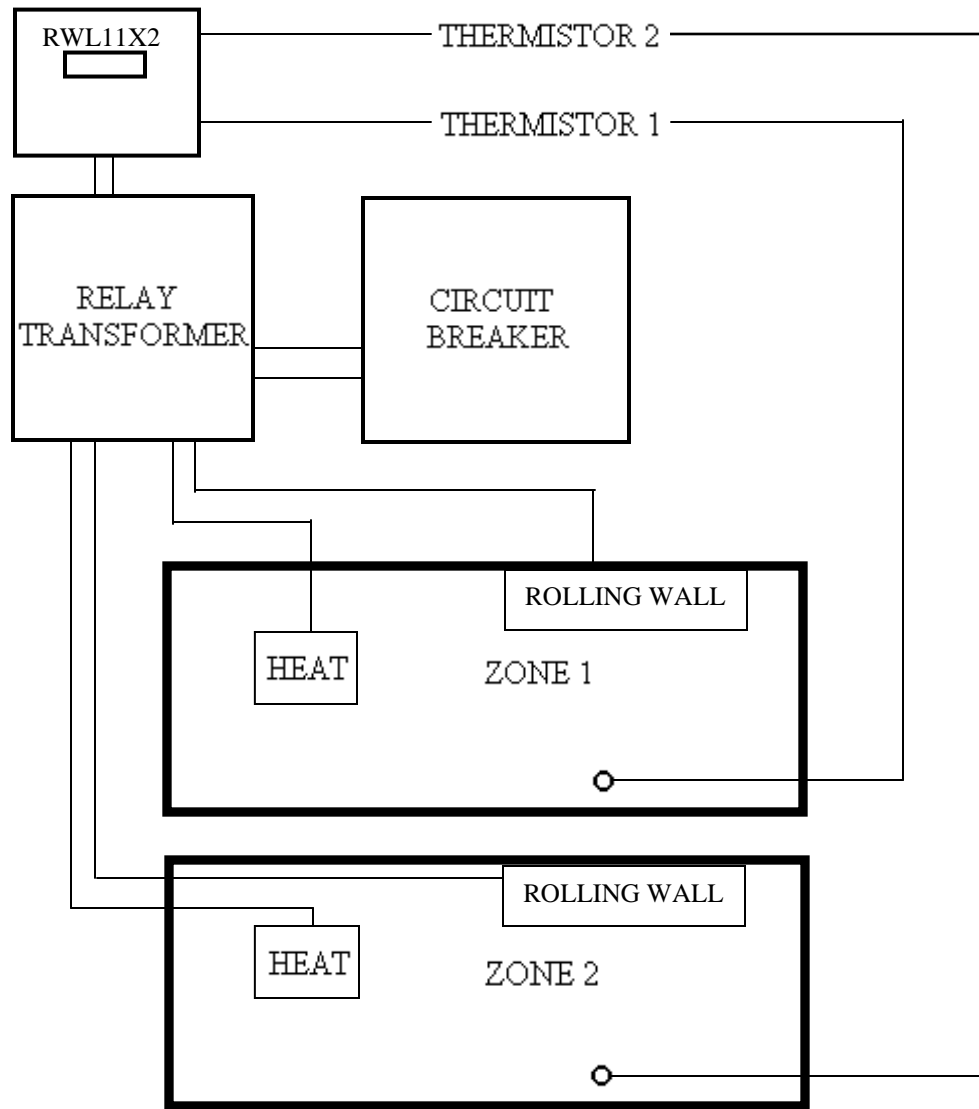 RWL11X2
THERMISTOR 2
THERMISTOR 1
RELAY
TRANSFORMER
CIRCUIT
BREAKER
ROLLING WALL
HEAT
ZONE 1
ROLLING WALL
HEAT
ZONE 2